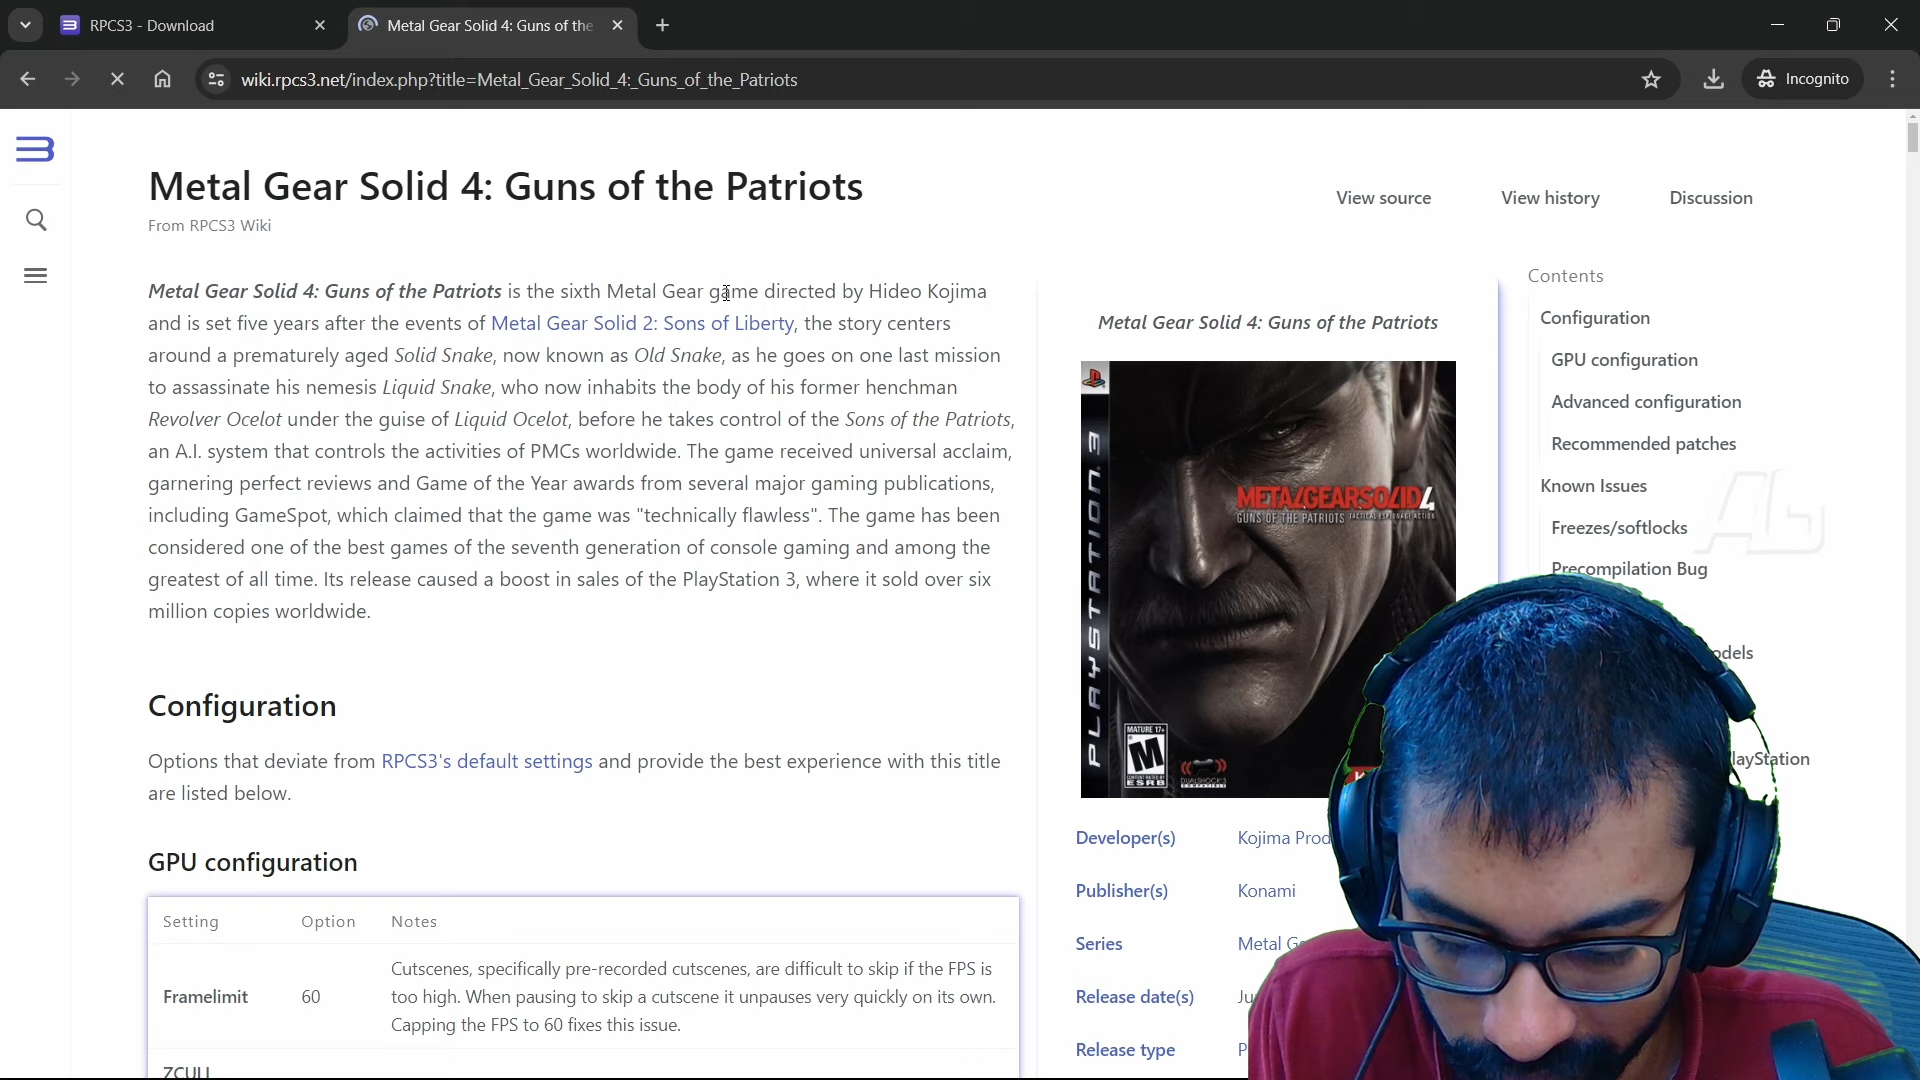 RPCS3 - Download
Metal Gear Solid 4: Guns of the
wiki.rpcs3.net/index.php?title=Metal_Gear_Solid_4:_Guns_of_the_Patriots
Incognito
Metal Gear Solid 4: Guns of the Patriots
View source
View history
Discussion
From RPCS3 Wiki
Metal Gear Solid 4: Guns of the Patriots is the sixth Metal Gear game directed by Hideo Kojima
and is set five years after the events of Metal Gear Solid 2: Sons of Liberty, the story centers
around a prematurely aged Solid Snake, now known as Old Snake, as he goes on one last mission
to assassinate his nemesis Liquid Snake, who now inhabits the body of his former henchman
Revolver Ocelot under the guise of Liquid Ocelot, before he takes control of the Sons of the Patriots,
an A.I. system that controls the activities of PMCs worldwide. The game received universal acclaim,
garnering perfect reviews and Game of the Year awards from several major gaming publications,
including GameSpot, which claimed that the game was "technically flawless". The game has been
considered one of the best games of the seventh generation of console gaming and among the
greatest of all time. Its release caused a boost in sales of the PlayStation 3, where it sold over six
million copies worldwide.
Configuration
Options that deviate from RPCS3's default settings and provide the best experience with this title
are listed below.
GPU configuration
Setting Option Notes
Framelimit 60
Cutscenes, specifically pre-recorded cutscenes, are difficult to skip if the FPS is
too high. When pausing to skip a cutscene it unpauses very quickly on its own.
Capping the FPS to 60 fixes this issue.
ZCULL
Metal Gear Solid 4: Guns of the Patriots
PLAYSTATION 3
METAL GEAR SOLID 4
GUNS OF THE PATRIOTS TACTICAL ESPIONAGE ACTION
MATURE 17+
M
ESRB
DUALSHOCK 3
COMPATIBLE
Developer(s) Kojima Prod
Publisher(s) Konami
Series Metal Ge
Release date(s) Ju
Release type P
Contents
Configuration
GPU configuration
Advanced configuration
Recommended patches
Known Issues
Freezes/softlocks
Precompilation Bug
odels
layStation
AG